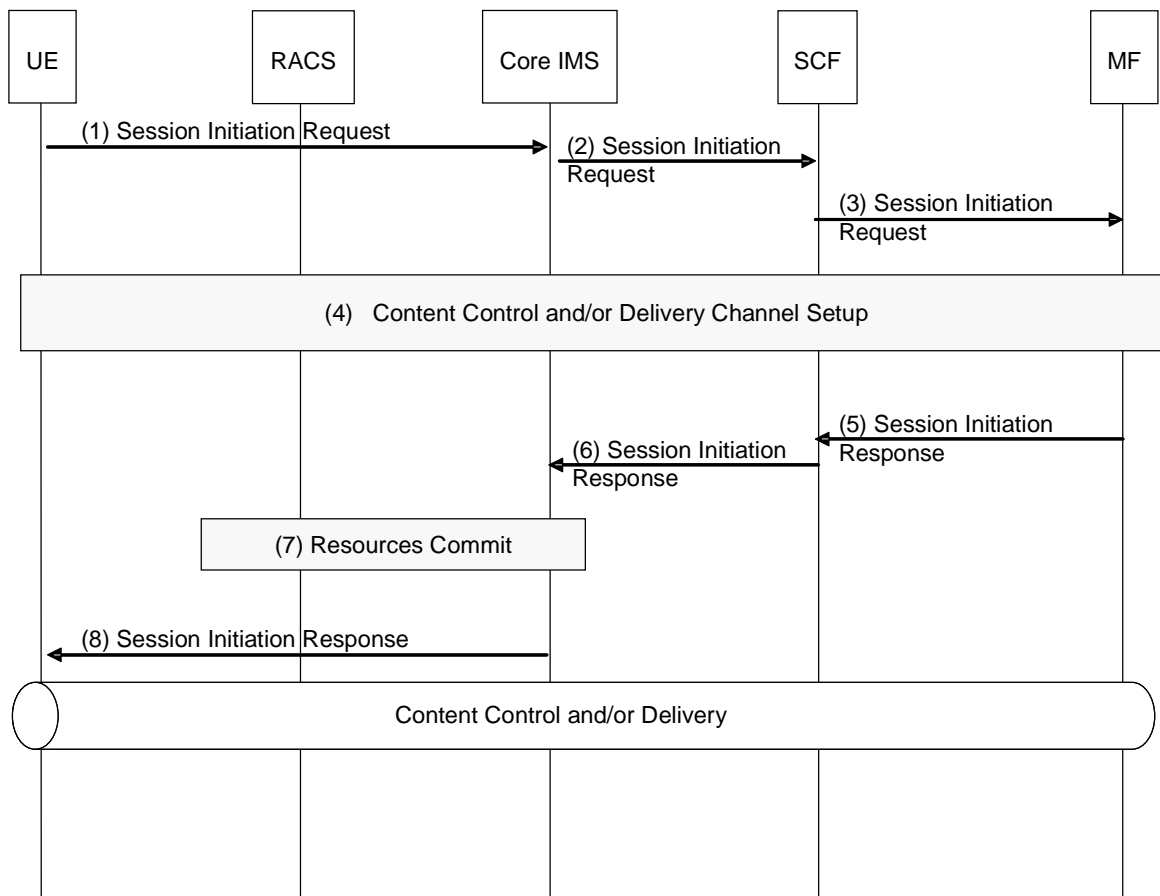 UE
RACS
Core IMS
SCF
MF
(1) Session Initiation Request
(2) Session Initiation
Request
(3) Session Initiation
Request
(4) Content Control and/or Delivery Channel Setup
(5) Session Initiation
Response
(6) Session Initiation
Response
(7) Resources Commit
(8) Session Initiation Response
Content Control and/or Delivery